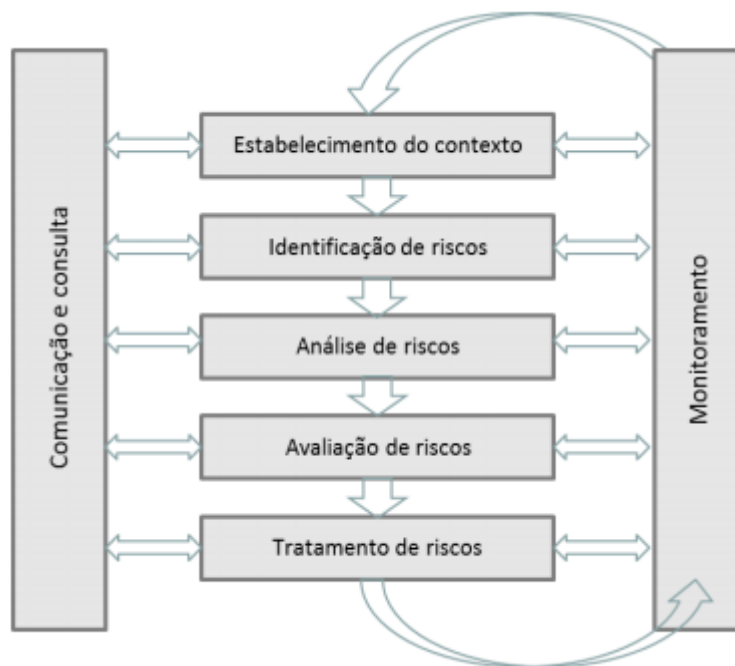 Comunicação e consulta
Estabelecimento do contexto
Identificação de riscos
Análise de riscos
Avaliação de riscos
Tratamento de riscos
Monitoramento